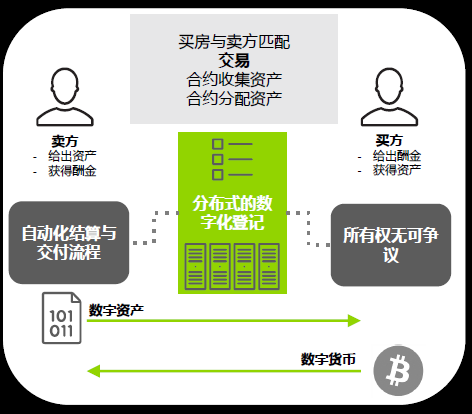 买房与卖方匹配
交易
合约收集资产
合约分配资产
卖方
- 给出资产
- 获得酬金
买方
- 给出酬金
- 获得资产
分布式的数
字化登记
自动化结算与
交付流程
所有权无可争
议
101
011
数字资产
数字货币